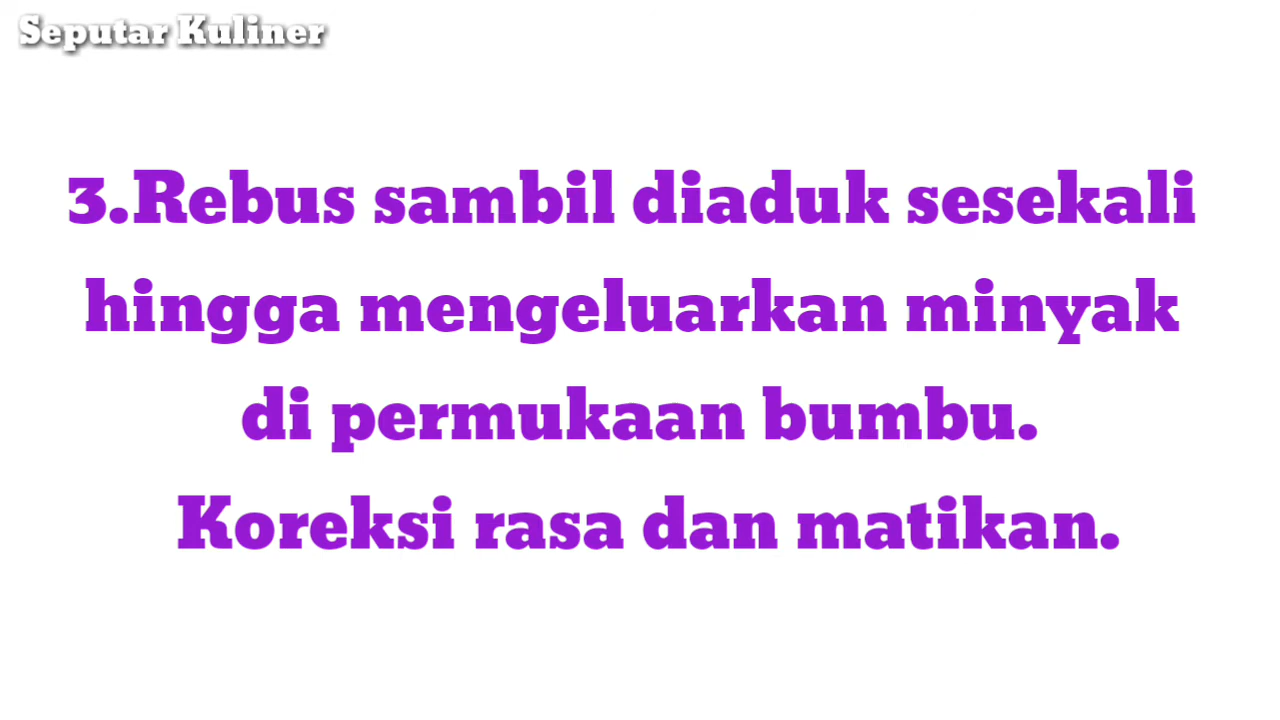 Seputar Kuliner
3.Rebus sambil diaduk sesekali
hingga mengeluarkan minyak
di permukaan bumbu.
Koreksi rasa dan matikan.